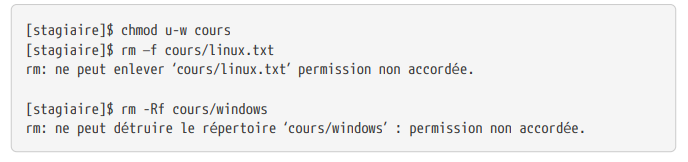 [stagiaire]$ chmod u-w cours
[stagiaire]$ rm –f cours/linux.txt
rm: ne peut enlever ‘cours/linux.txt’ permission non accordée.
[stagiaire]$ rm -Rf cours/windows
rm: ne peut détruire le répertoire ‘cours/windows’ : permission non accordée.